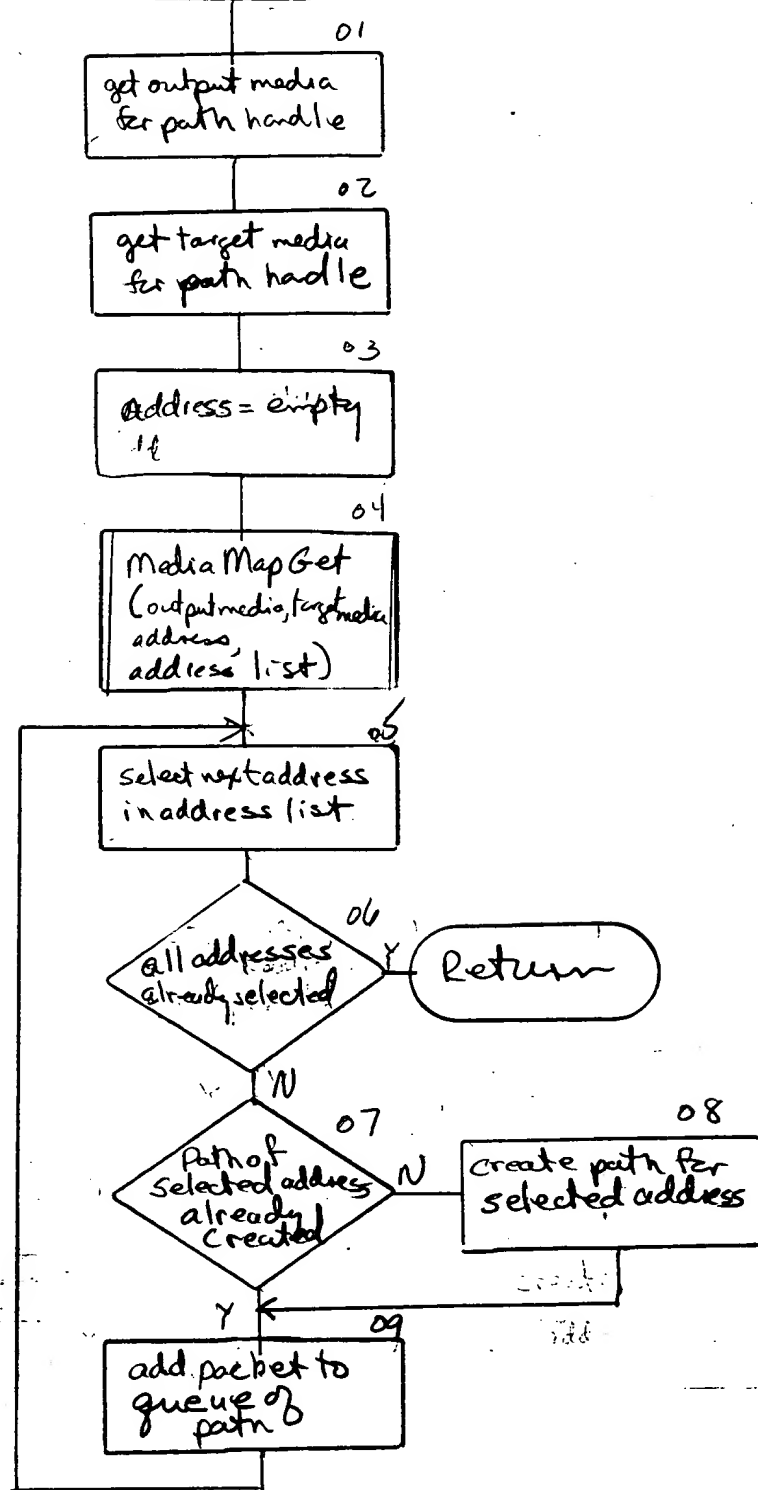 01
get output media
for path handle
02
get target media
for path hadle
03
Address = empty
04
Media Map Get
(outputmedia, targetmedia
address,
address list)
05
select next address
in address list
06
all addresses
already selected
Y
Return
N
07
Path of
selected address
already
created
N
08
create path for
selected address
Y
09
add packet to
queue of
path